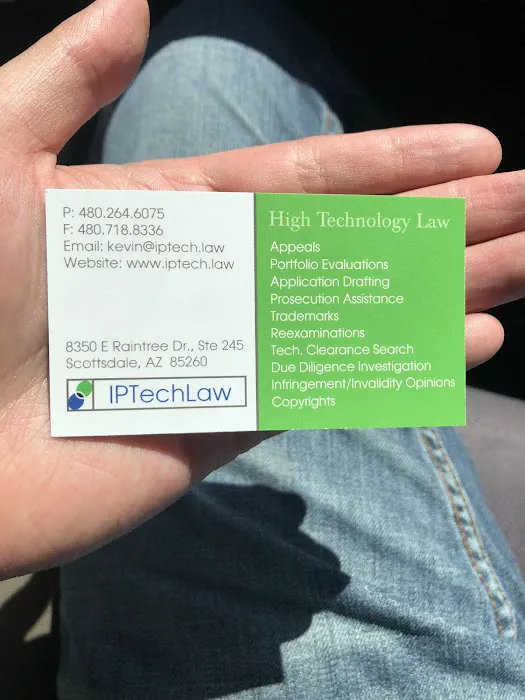 P: 480.264.6075
F: 480.718.8336
Email: kevin@iptech.law
Website: www.iptech.law
8350 E Raintree Dr., Ste 245
Scottsdale, AZ 85260
IPTechLaw
High Technology Law
Appeals
Portfolio Evaluations
Application Drafting
Prosecution Assistance
Trademarks
Reexaminations
Tech. Clearance Search
Due Diligence Investigation
Infringement/Invalidity Opinions
Copyrights